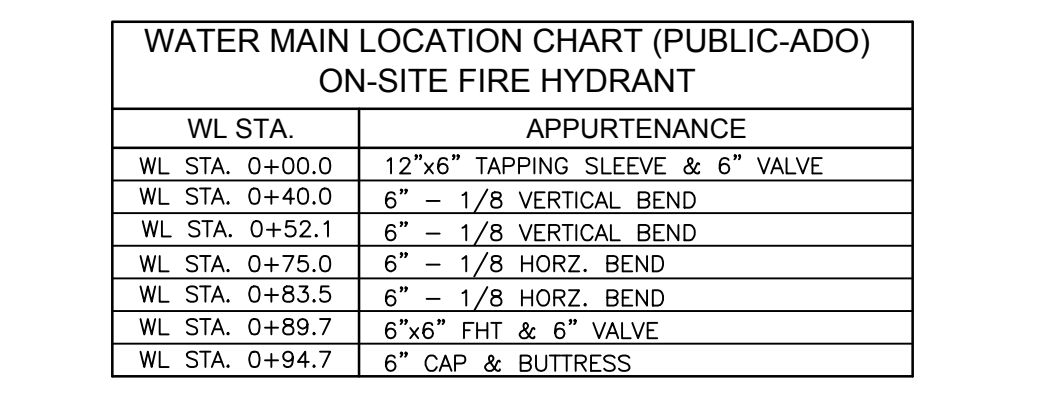 WATER MAIN LOCATION CHART (PUBLIC-ADO)
ON-SITE FIRE HYDRANT
WL STA. APPURTENANCE
WL STA. 0+00.0 12"x6" TAPPING SLEEVE & 6" VALVE
WL STA. 0+40.0 6" – 1/8 VERTICAL BEND
WL STA. 0+52.1 6" – 1/8 VERTICAL BEND
WL STA. 0+75.0 6" – 1/8 HORZ. BEND
WL STA. 0+83.5 6" – 1/8 HORZ. BEND
WL STA. 0+89.7 6"x6" FHT & 6" VALVE
WL STA. 0+94.7 6" CAP & BUTTRESS